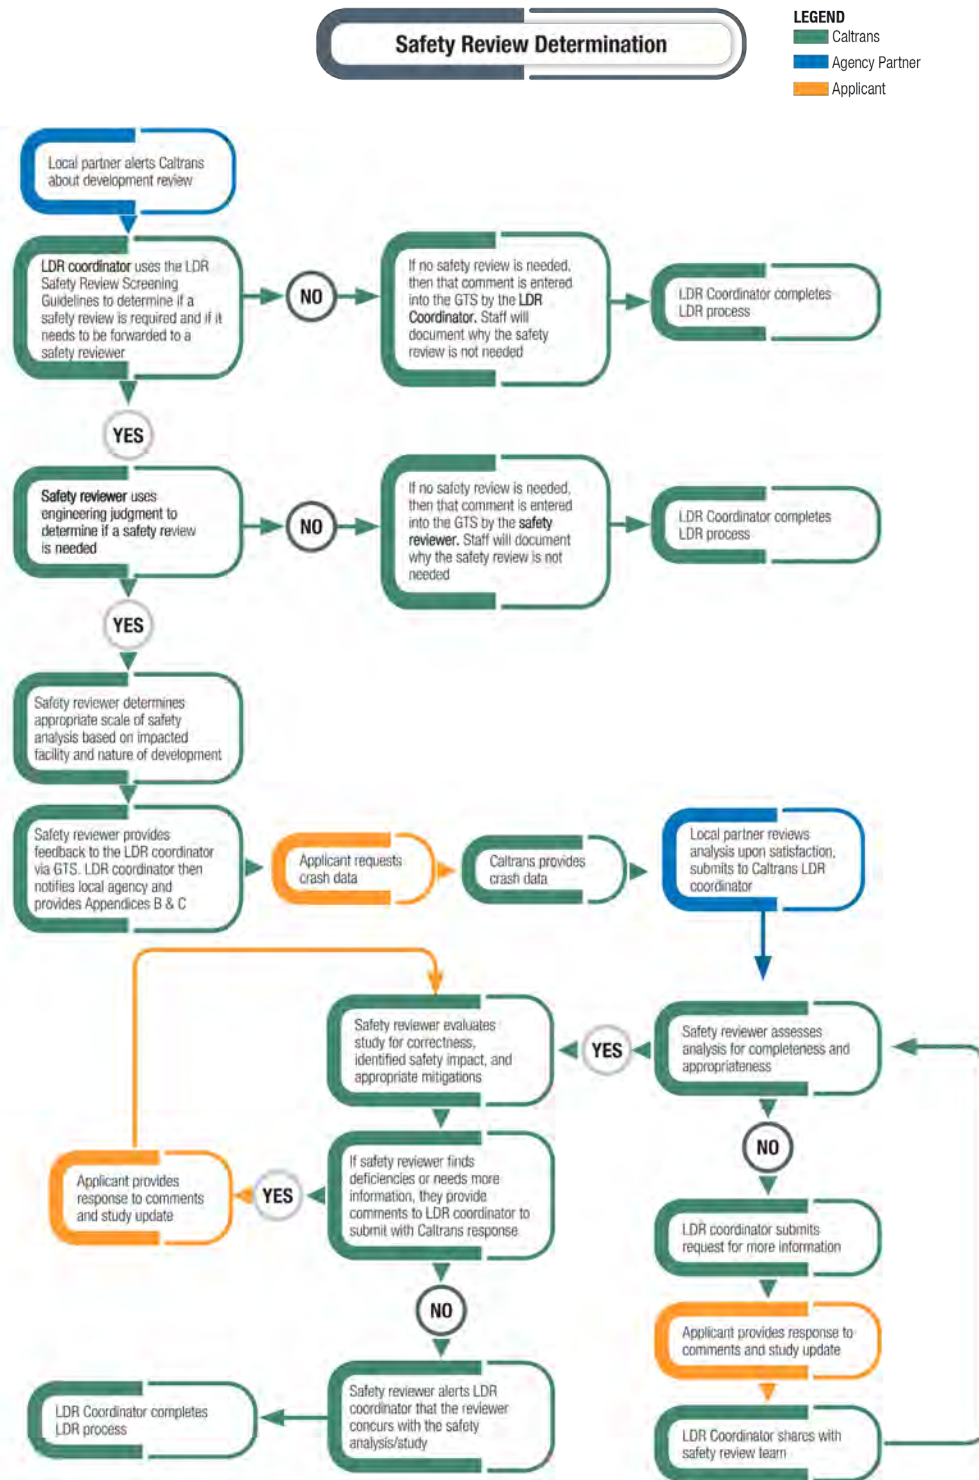 Safety Review Determination
LEGEND
Caltrans
Agency Partner
Applicant
Local partner alerts Caltrans
about development review
LDR coordinator uses the LDR
Safety Review Screening
Guidelines to determine if a
safety review is required and if it
needs to be forwarded to a
safety reviewer
NO
If no safety review is needed,
then that comment is entered
into the GTS by the LDR
Coordinator. Staff will
document why the safety
review is not needed
LDR Coordinator completes
LDR process
YES
Safety reviewer uses
engineering judgment to
determine if a safety review
is needed
NO
If no safety review is needed,
then that comment is entered
into the GTS by the safety
reviewer. Staff will document
why the safety review is not
needed
LDR Coordinator completes
LDR process
YES
Safety reviewer determines
appropriate scale of safety
analysis based on impacted
facility and nature of development
Safety reviewer provides
feedback to the LDR coordinator
via GTS. LDR coordinator then
notifies local agency and
provides Appendices B & C
Applicant requests
crash data
Caltrans provides
crash data
Local partner reviews
analysis upon satisfaction,
submits to Caltrans LDR
coordinator
Safety reviewer assesses
analysis for completeness and
appropriateness
YES
Safety reviewer evaluates
study for correctness,
identified safety impact, and
appropriate mitigations
NO
If safety reviewer finds
deficiencies or needs more
information, they provide
comments to LDR coordinator to
submit with Caltrans response
YES
Applicant provides
response to comments
and study update
LDR coordinator submits
request for more information
NO
Applicant provides response to
comments and study update
Safety reviewer alerts LDR
coordinator that the reviewer
concurs with the safety
analysis/study
LDR Coordinator completes
LDR process
LDR Coordinator shares with
safety review team